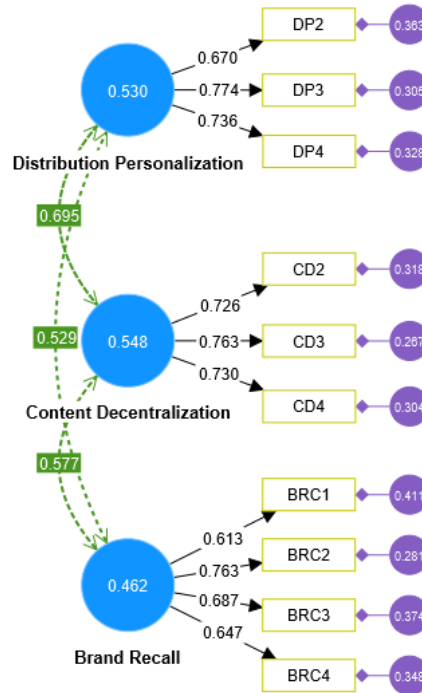 DP2
0.363
0.670
0.530
0.774
DP3
0.305
0.736
DP4
0.328
Distribution Personalization
0.695
CD2
0.318
0.726
0.529
0.548
0.763
CD3
0.267
0.730
CD4
0.304
Content Decentralization
0.577
BRC1
0.411
0.613
BRC2
0.281
0.763
0.462
0.687
BRC3
0.374
0.647
Brand Recall
BRC4
0.348